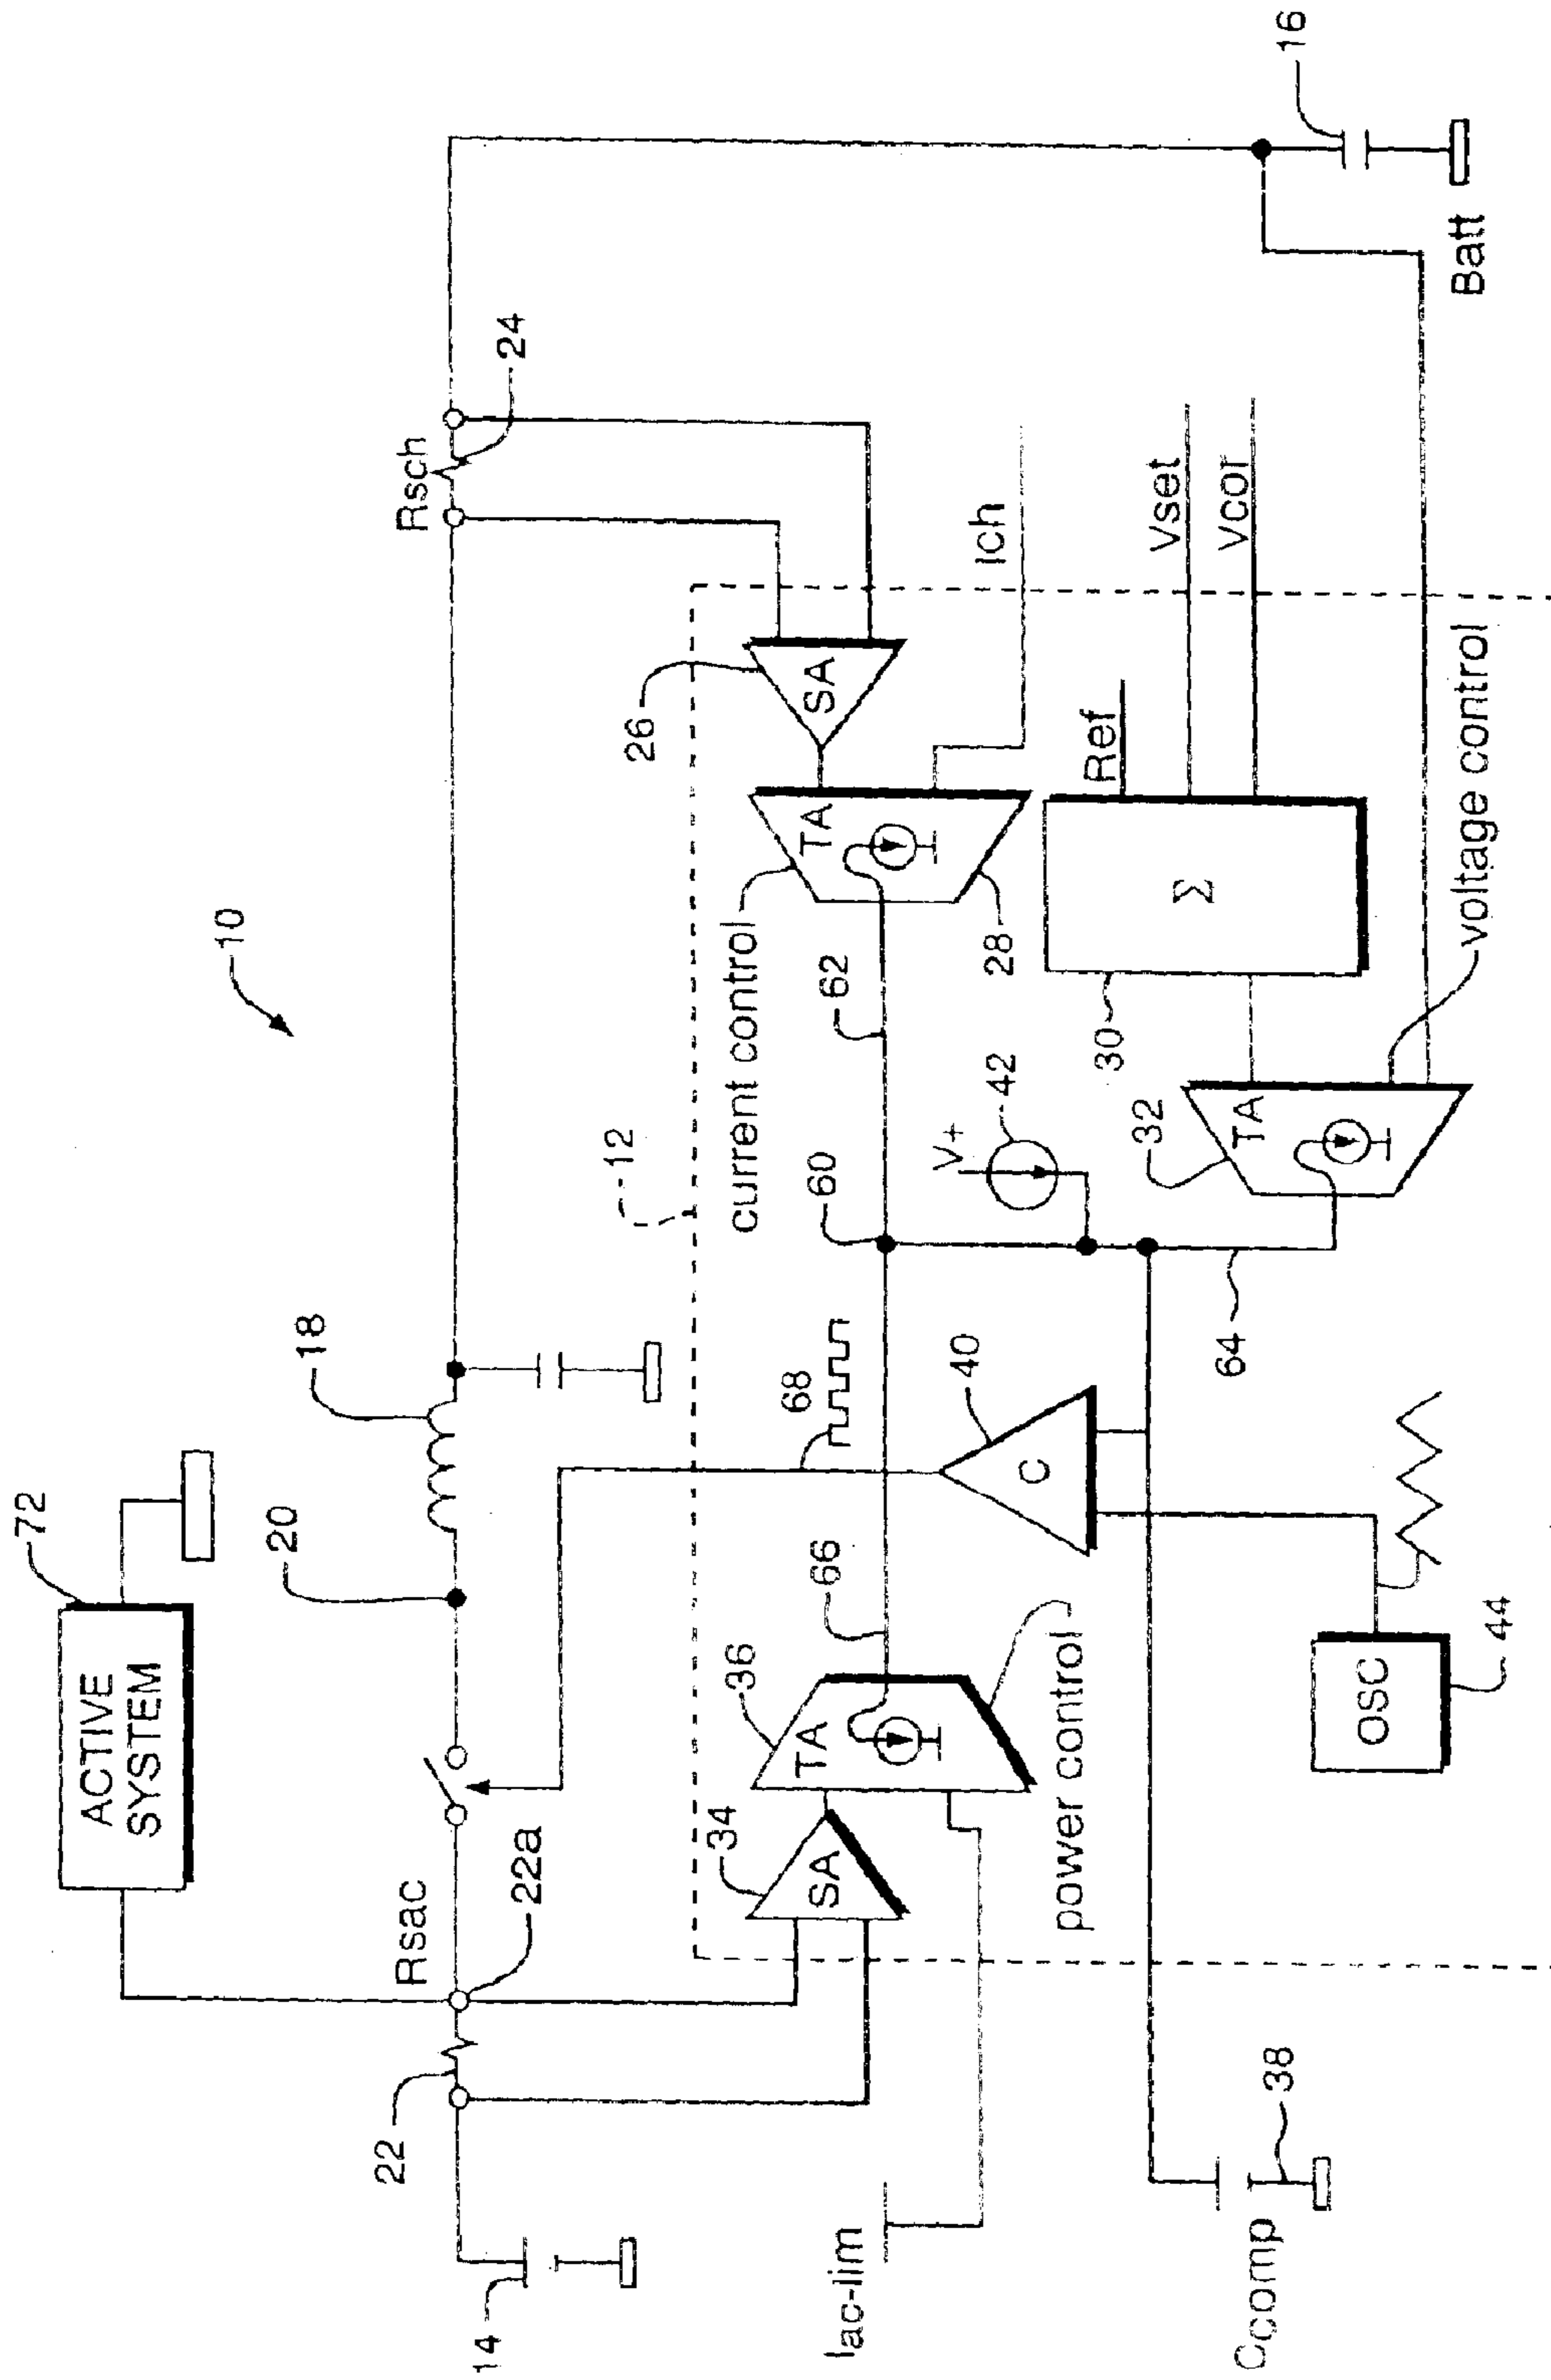 10
72
ACTIVE
SYSTEM
18
20
22
Rsac
22a
14
Rsch
24
16
Batt
12
26
SA
TA
current control
28
62
60
ich
Ref
Vset
Vcor
Σ
30
V+
42
32
TA
voltage control
64
68
40
C
66
36
TA
34
SA
power control
OSC
44
Iac-lim
Ccomp
38